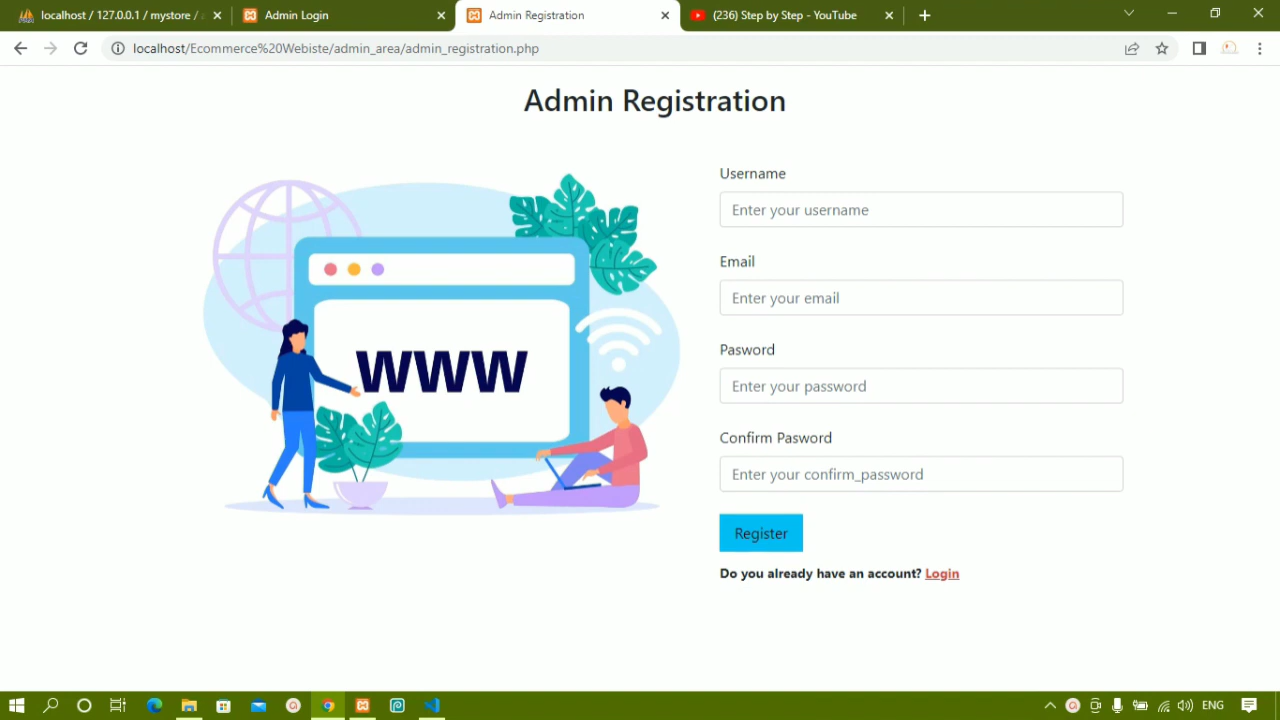 localhost / 127.0.0.1 / mystore /
Admin Login
Admin Registration
(236) Step by Step - YouTube
localhost/Ecommerce%20Webiste/admin_area/admin_registration.php
Admin Registration
Username
Enter your username
Email
Enter your email
Pasword
Enter your password
Confirm Pasword
Enter your confirm_password
Register
Do you already have an account? Login
WWW
ENG